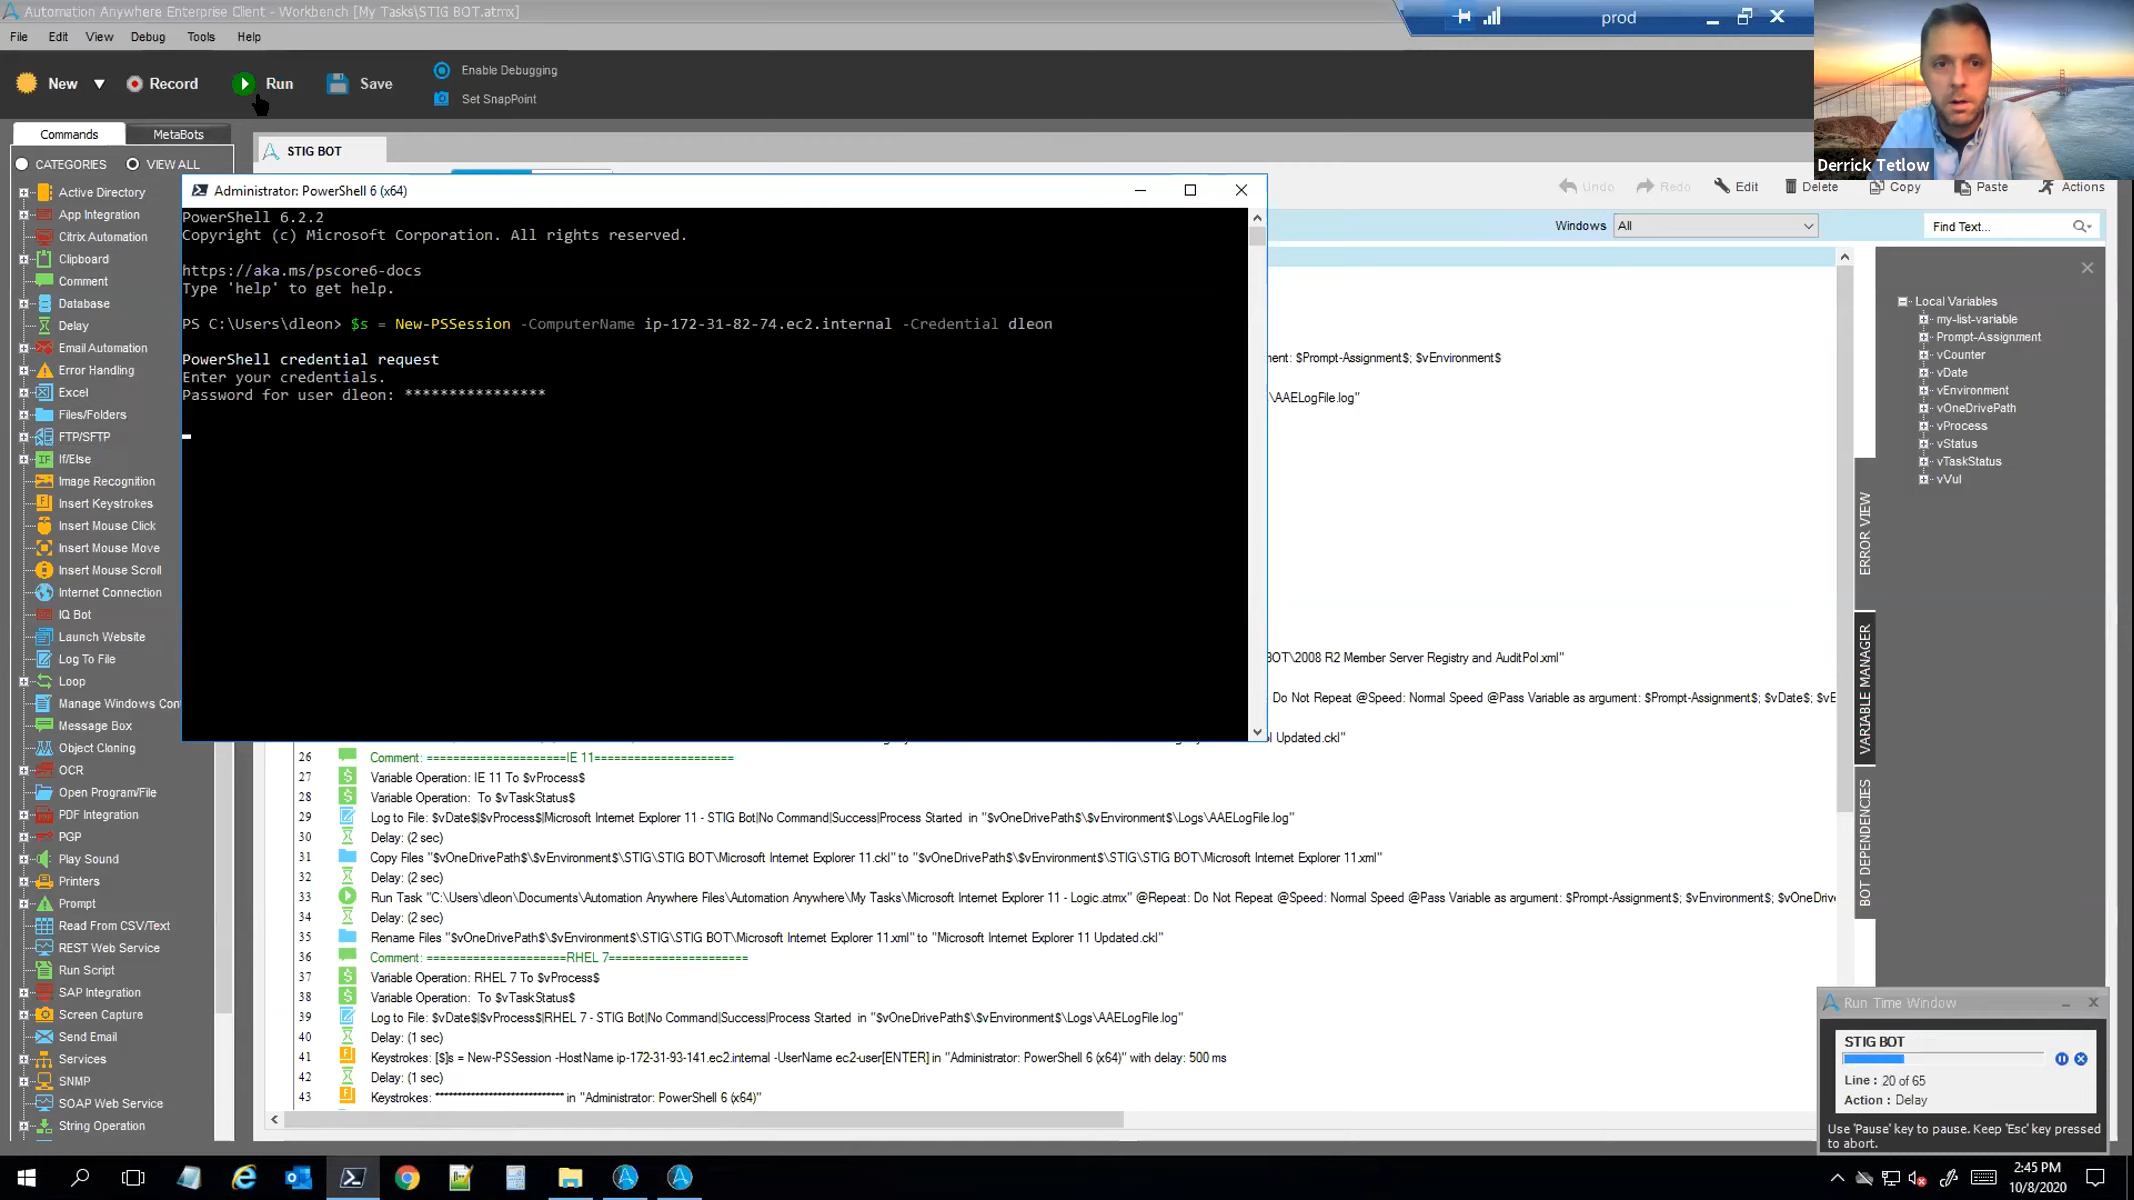 Automation Anywhere Enterprise Client - Workbench [My Tasks\STIG BOT.atmx]
prod
File Edit View Debug Tools Help
New Record Run Save
Enable Debugging
Set SnapPoint
Derrick Tetlow
Commands MetaBots
CATEGORIES VIEW ALL
STIG BOT
Undo Redo Edit Delete Copy Paste Actions
Windows All Find Text...
Active Directory
App Integration
Citrix Automation
Clipboard
Comment
Database
Delay
Email Automation
Error Handling
Excel
Files/Folders
FTP/SFTP
If/Else
Image Recognition
Insert Keystrokes
Insert Mouse Click
Insert Mouse Move
Insert Mouse Scroll
Internet Connection
IQ Bot
Launch Website
Log To File
Loop
Manage Windows Con
Message Box
Object Cloning
OCR
Open Program/File
PDF Integration
PGP
Play Sound
Printers
Prompt
Read From CSV/Text
REST Web Service
Run Script
SAP Integration
Screen Capture
Send Email
Services
SNMP
SOAP Web Service
String Operation
Administrator: PowerShell 6 (x64)
PowerShell 6.2.2
Copyright (c) Microsoft Corporation. All rights reserved.
https://aka.ms/pscore6-docs
Type 'help' to get help.
PS C:\Users\dleon> $s = New-PSSession -ComputerName ip-172-31-82-74.ec2.internal -Credential dleon
PowerShell credential request
Enter your credentials.
Password for user dleon: ****************
nent: $Prompt-Assignment$; $vEnvironment$
\AAELogFile.log"
BOT\2008 R2 Member Server Registry and AuditPol.xml"
Do Not Repeat @Speed: Normal Speed @Pass Variable as argument: $Prompt-Assignment$; $vDate$; $vE
ol Updated.ckl"
26 Comment: =====================IE 11=====================
27 Variable Operation: IE 11 To $vProcess$
28 Variable Operation: To $vTaskStatus$
29 Log to File: $vDate$|$vProcess$|Microsoft Internet Explorer 11 - STIG Bot|No Command|Success|Process Started in "$vOneDrivePath$\$vEnvironment$\Logs\AAELogFile.log"
30 Delay: (2 sec)
31 Copy Files "$vOneDrivePath$\$vEnvironment$\STIG\STIG BOT\Microsoft Internet Explorer 11.ckl" to "$vOneDrivePath$\$vEnvironment$\STIG\STIG BOT\Microsoft Internet Explorer 11.xml"
32 Delay: (2 sec)
33 Run Task "C:\Users\dleon\Documents\Automation Anywhere Files\Automation Anywhere\My Tasks\Microsoft Internet Explorer 11 - Logic.atmx" @Repeat: Do Not Repeat @Speed: Normal Speed @Pass Variable as argument: $Prompt-Assignment$; $vEnvironment$; $vOneDrive
34 Delay: (2 sec)
35 Rename Files "$vOneDrivePath$\$vEnvironment$\STIG\STIG BOT\Microsoft Internet Explorer 11.xml" to "Microsoft Internet Explorer 11 Updated.ckl"
36 Comment: =====================RHEL 7=====================
37 Variable Operation: RHEL 7 To $vProcess$
38 Variable Operation: To $vTaskStatus$
39 Log to File: $vDate$|$vProcess$|RHEL 7 - STIG Bot|No Command|Success|Process Started in "$vOneDrivePath$\$vEnvironment$\Logs\AAELogFile.log"
40 Delay: (1 sec)
41 Keystrokes: [$]s = New-PSSession -HostName ip-172-31-93-141.ec2.internal -UserName ec2-user[ENTER] in "Administrator: PowerShell 6 (x64)" with delay: 500 ms
42 Delay: (1 sec)
43 Keystrokes: ****************************** in "Administrator: PowerShell 6 (x64)"
Local Variables
my-list-variable
Prompt-Assignment
vCounter
vDate
vEnvironment
vOneDrivePath
vProcess
vStatus
vTaskStatus
vVul
ERROR VIEW
VARIABLE MANAGER
BOT DEPENDENCIES
Run Time Window
STIG BOT
Line : 20 of 65
Action : Delay
Use 'Pause' key to pause. Keep 'Esc' key pressed
to abort.
2:45 PM
10/8/2020